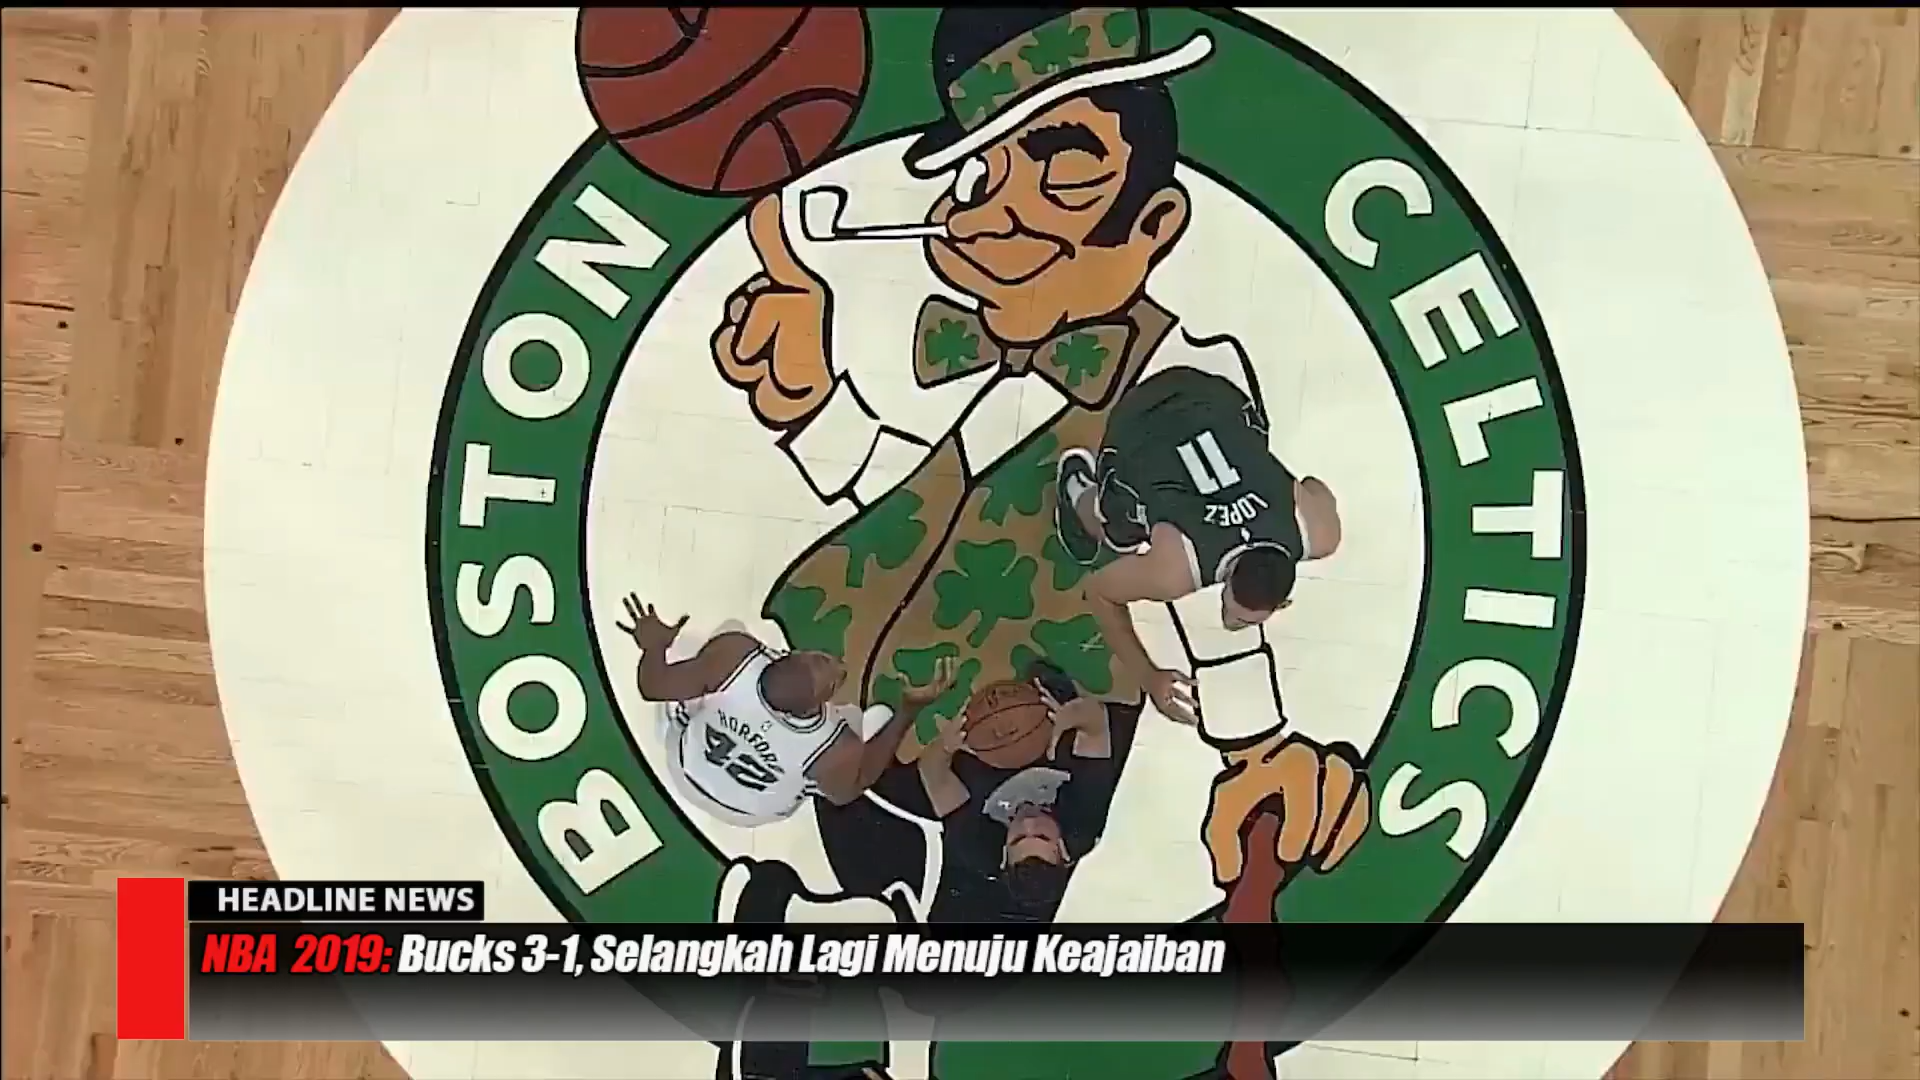 BOSTON CELTICS
11
LOPEZ
HORFORD
42
HEADLINE NEWS
NBA 2019: Bucks 3-1, Selangkah Lagi Menuju Keajaiban